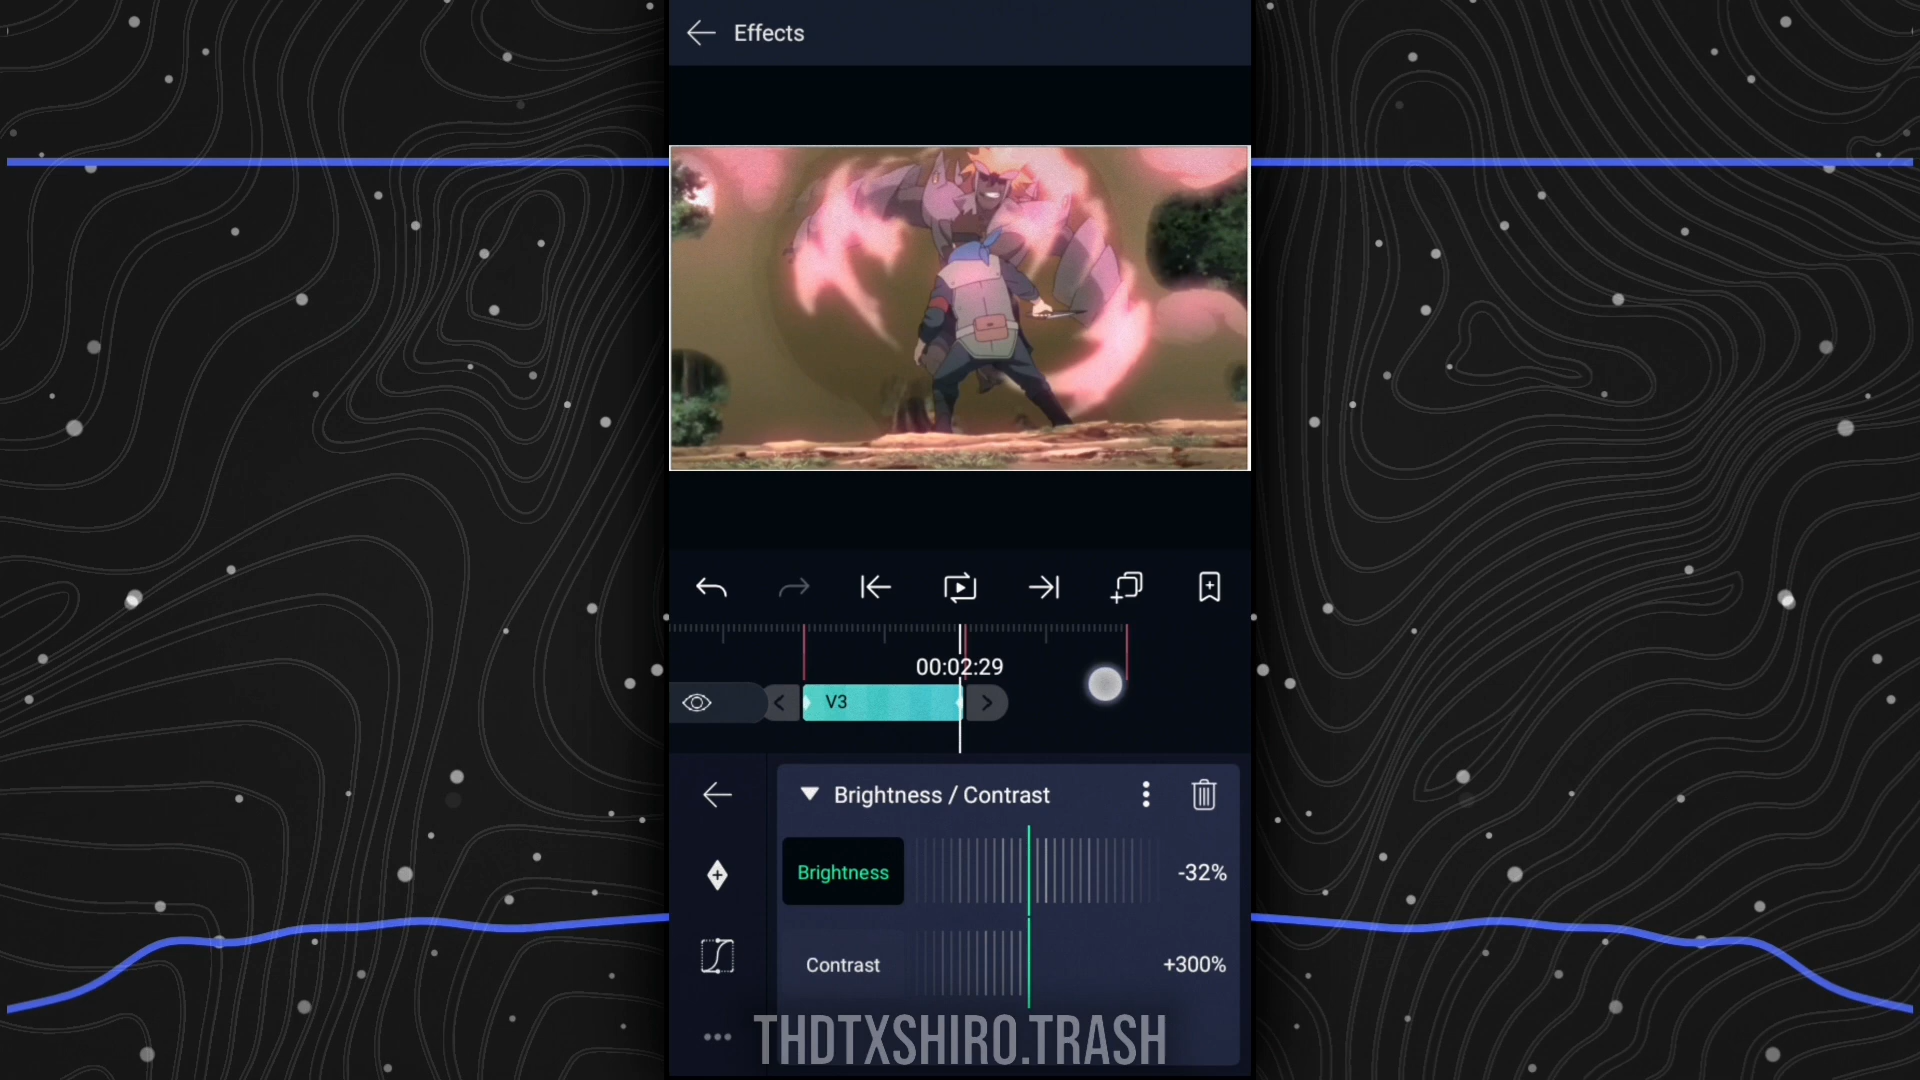 Effects
00:02:29
V3
Brightness / Contrast
Brightness
-32%
Contrast
+300%
THDTXSHIRO.TRASH